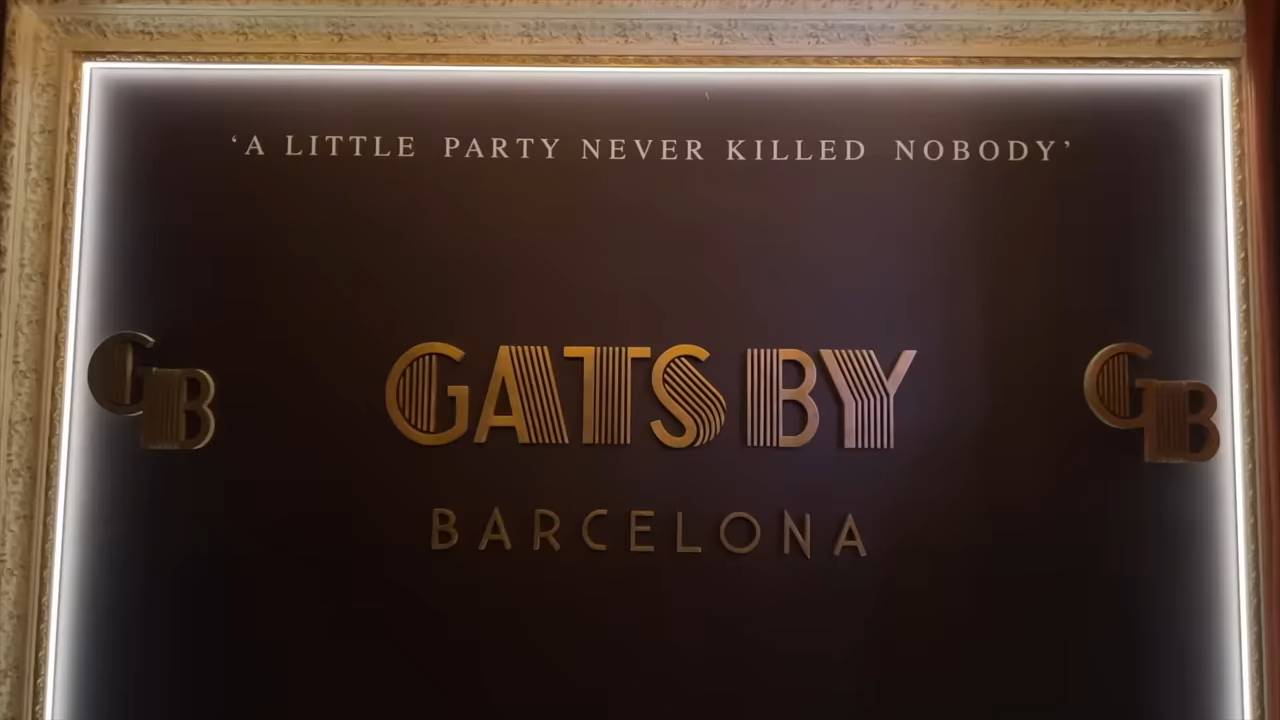 ‘A LITTLE PARTY NEVER KILLED NOBODY’
GB
GATSBY
GB
BARCELONA